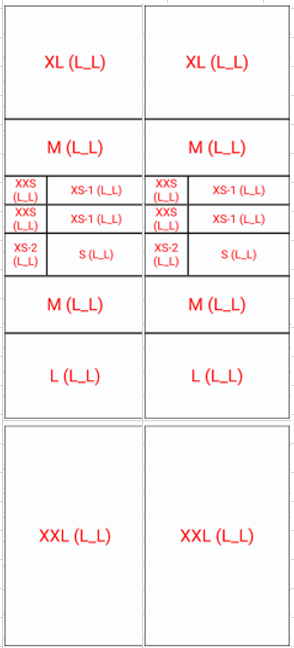 XL (L_L) XL (L_L)
M (L_L) M (L_L)
XXS (L_L) XS-1 (L_L) XXS (L_L) XS-1 (L_L)
XXS (L_L) XS-1 (L_L) XXS (L_L) XS-1 (L_L)
XS-2 (L_L) S (L_L) XS-2 (L_L) S (L_L)
M (L_L) M (L_L)
L (L_L) L (L_L)
XXL (L_L) XXL (L_L)